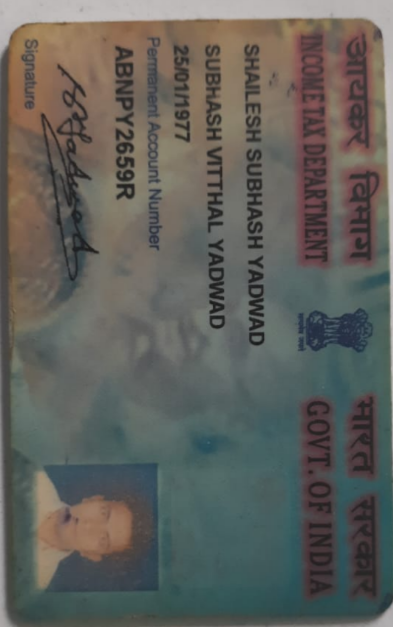 आयकर विभाग
INCOME TAX DEPARTMENT
भारत सरकार
GOVT. OF INDIA
SHAILESH SUBHASH YADWAD
SUBHASH VITTHAL YADWAD
25/01/1977
Permanent Account Number
ABNPY2659R
Signature